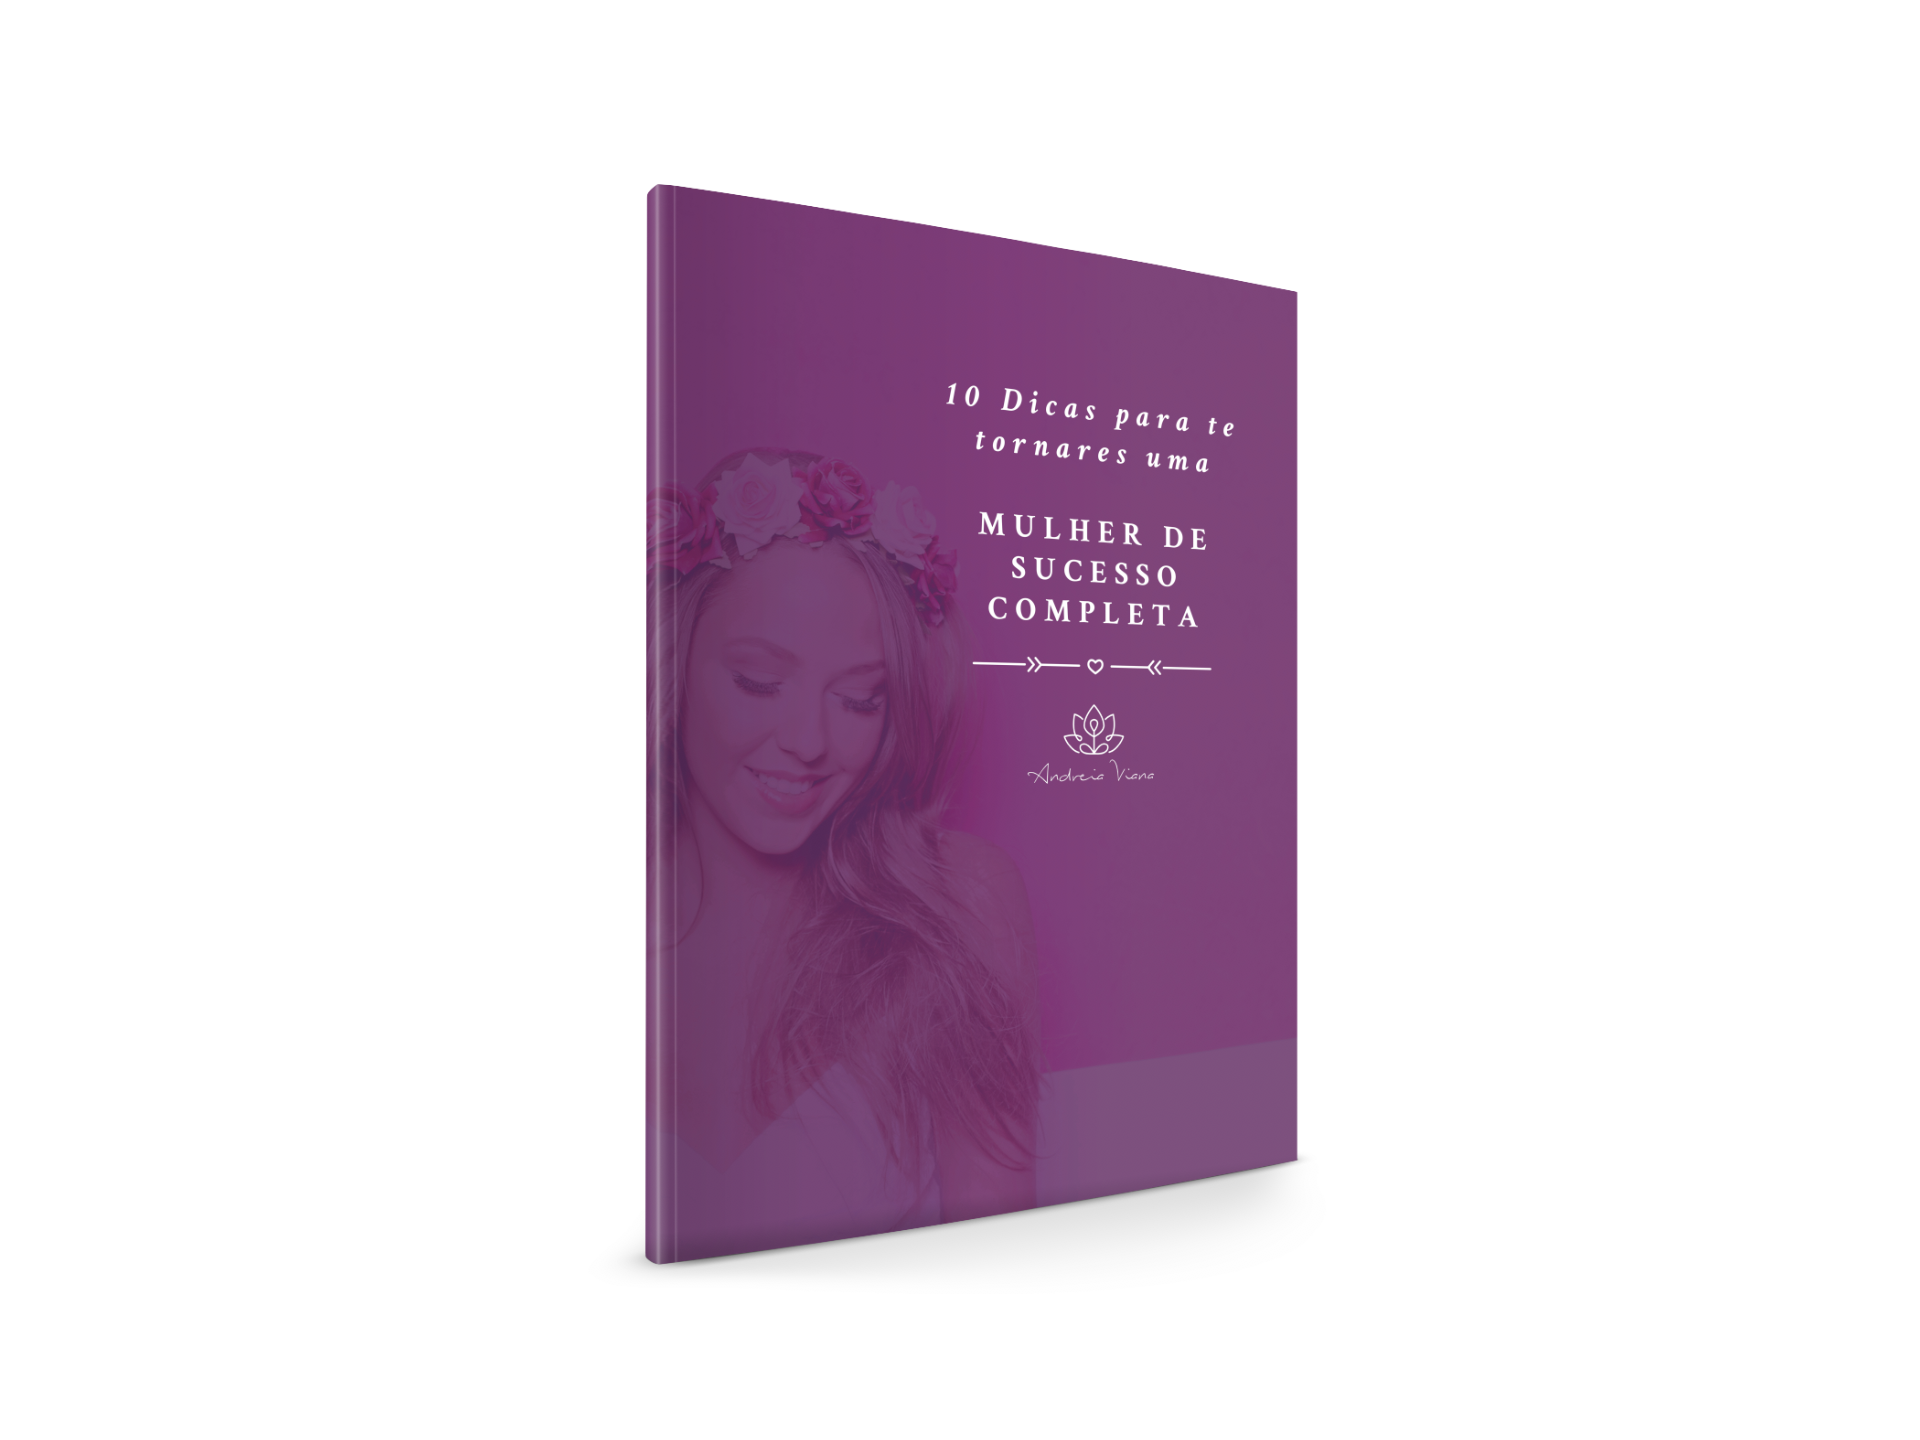 10 Dicas para te
tornares uma
MULHER DE
SUCESSO
COMPLETA
Andreia Viana